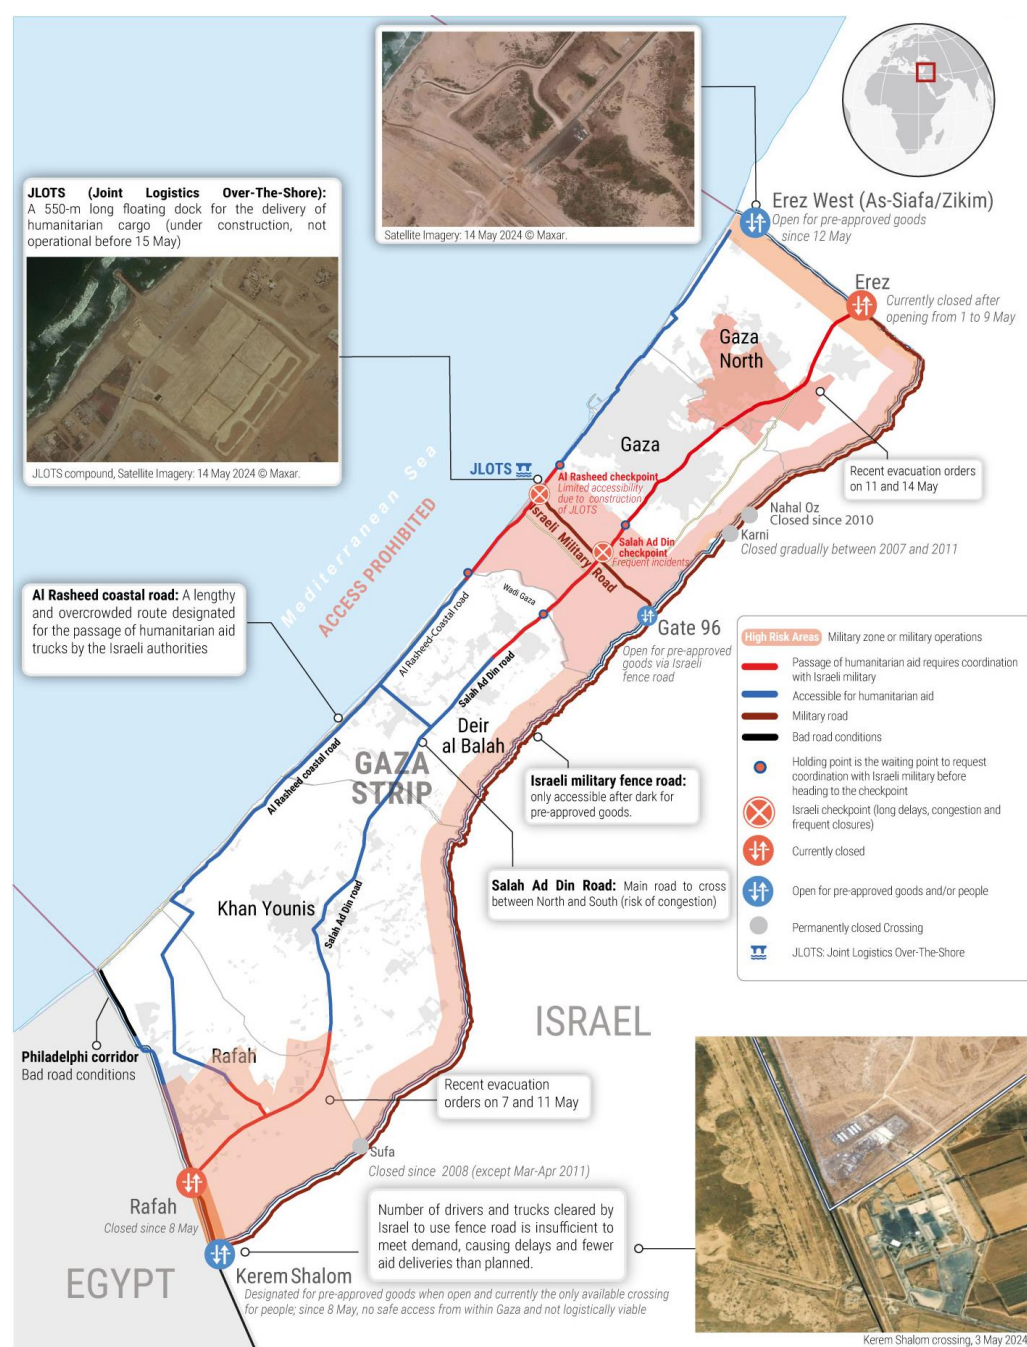 Satellite Imagery: 14 May 2024 © Maxar.
JLOTS (Joint Logistics Over-The-Shore):
A 550-m long floating dock for the delivery of
humanitarian cargo (under construction, not
operational before 15 May)
JLOTS compound, Satellite Imagery: 14 May 2024 © Maxar.
Erez West (As-Siafa/Zikim)
Open for pre-approved goods
since 12 May
Erez
Currently closed after
opening from 1 to 9 May
Gaza
North
Gaza
Recent evacuation orders
on 11 and 14 May
JLOTS
Al Rasheed checkpoint
Limited accessibility
due to construction
of JLOTS
Israeli Military Road
Salah Ad Din
checkpoint
Frequent incidents
Nahal Oz
Closed since 2010
Karni
Closed gradually between 2007 and 2011
Mediterranean Sea
ACCESS PROHIBITED
Al Rasheed coastal road: A lengthy
and overcrowded route designated
for the passage of humanitarian aid
trucks by the Israeli authorities
Wadi Gaza
Al Rasheed-Coastal road
Salah Ad Din road
Gate 96
Open for pre-approved
goods via Israeli
fence road
High Risk Areas Military zone or military operations
Passage of humanitarian aid requires coordination
with Israeli military
Accessible for humanitarian aid
Military road
Bad road conditions
Holding point is the waiting point to request
coordination with Israeli military before
heading to the checkpoint
Israeli checkpoint (long delays, congestion and
frequent closures)
Currently closed
Open for pre-approved goods and/or people
Permanently closed Crossing
JLOTS: Joint Logistics Over-The-Shore
Deir
al Balah
GAZA
STRIP
Al Rasheed coastal road
Israeli military fence road:
only accessible after dark for
pre-approved goods.
Salah Ad Din Road: Main road to cross
between North and South (risk of congestion)
Khan Younis
Salah Ad Din road
ISRAEL
Philadelphi corridor
Bad road conditions
Rafah
Recent evacuation
orders on 7 and 11 May
Sufa
Closed since 2008 (except Mar-Apr 2011)
Rafah
Closed since 8 May
Number of drivers and trucks cleared by
Israel to use fence road is insufficient to
meet demand, causing delays and fewer
aid deliveries than planned.
EGYPT
Kerem Shalom
Designated for pre-approved goods when open and currently the only available crossing
for people; since 8 May, no safe access from within Gaza and not logistically viable
Kerem Shalom crossing, 3 May 2024